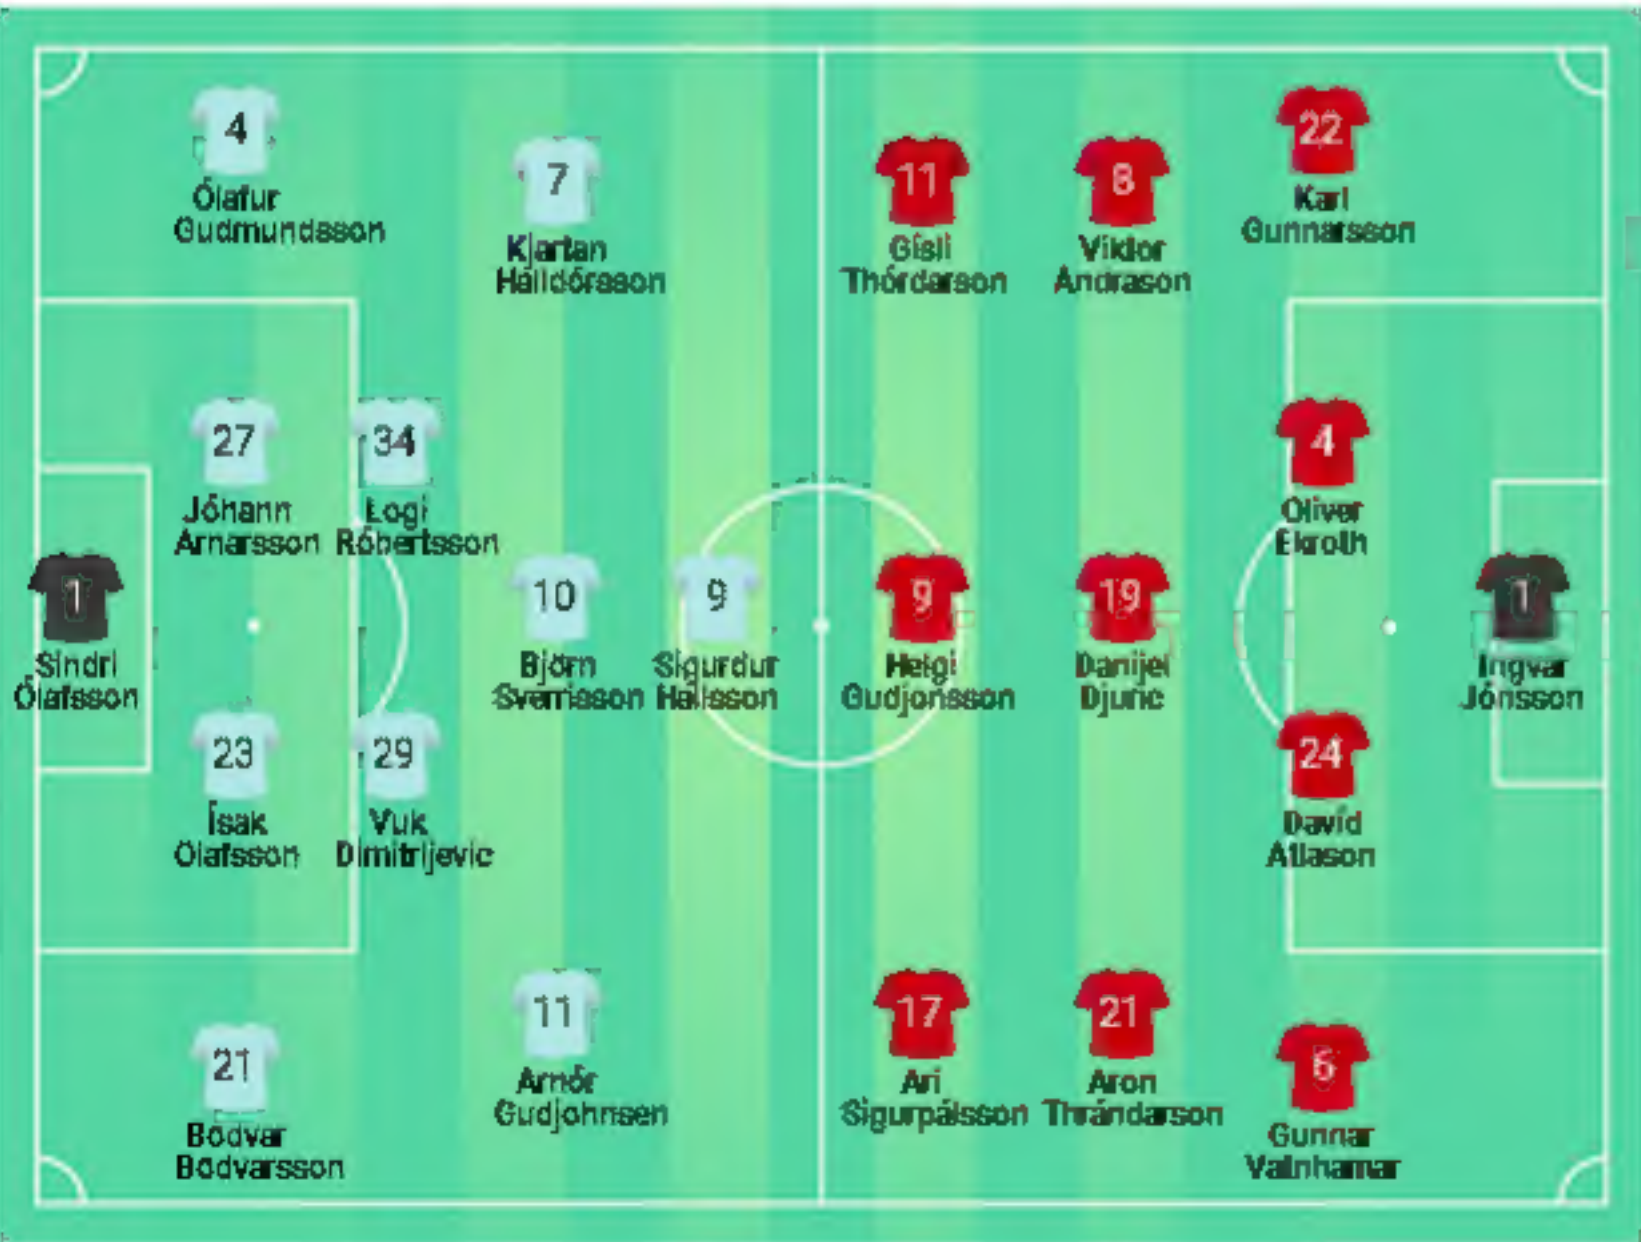 4
Ólafur
Gudmundsson
7
Kjartan
Halldórsson
11
Gísli
Thórdarson
8
Viktor
Andrason
22
Karl
Gunnarsson
27
Jóhann
Arnarsson
34
Logi
Róbertsson
4
Oliver
Ekroth
1
Sindri
Ólafsson
10
Björn
Sverrisson
9
Sigurdur
Hallsson
9
Helgi
Gudjonsson
19
Danijel
Djuric
1
Ingvar
Jónsson
23
Ísak
Ólafsson
29
Vuk
Dimitrijevic
24
Davíd
Atlason
21
Bödvar
Bödvarsson
11
Arnór
Gudjohnsen
17
Ari
Sigurpálsson
21
Aron
Thrándarson
6
Gunnar
Vatnhamar